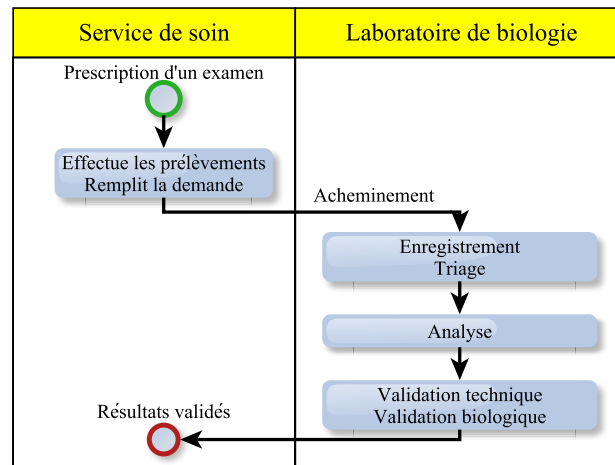 Service de soin
Laboratoire de biologie
Prescription d'un examen
Effectue les prélèvements
Remplit la demande
Acheminement
Enregistrement
Triage
Analyse
Validation technique
Validation biologique
Résultats validés